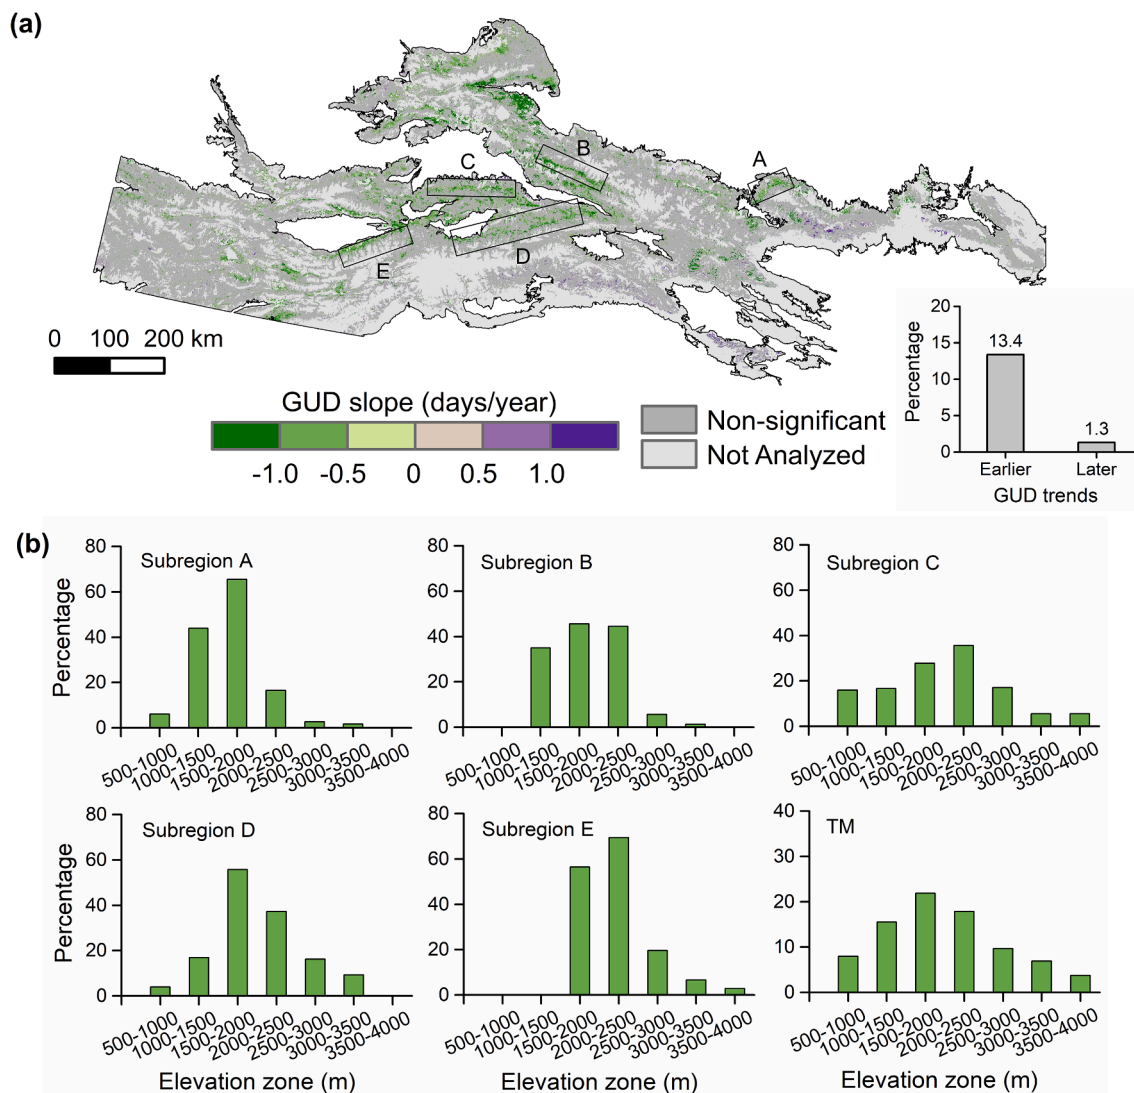 (a)
A
B
C
D
E
0 100 200 km
GUD slope (days/year)
-1.0 -0.5 0 0.5 1.0
Non-significant
Not Analyzed
Percentage
20
15
10
5
0
13.4
1.3
Earlier Later
GUD trends
(b)
Subregion A
Percentage
80
60
40
20
0
500-1000 1000-1500 1500-2000 2000-2500 2500-3000 3000-3500 3500-4000
Subregion B
80
60
40
20
0
500-1000 1000-1500 1500-2000 2000-2500 2500-3000 3000-3500 3500-4000
Subregion C
80
60
40
20
0
500-1000 1000-1500 1500-2000 2000-2500 2500-3000 3000-3500 3500-4000
Subregion D
Percentage
80
60
40
20
0
500-1000 1000-1500 1500-2000 2000-2500 2500-3000 3000-3500 3500-4000
Elevation zone (m)
Subregion E
80
60
40
20
0
500-1000 1000-1500 1500-2000 2000-2500 2500-3000 3000-3500 3500-4000
Elevation zone (m)
TM
40
30
20
10
0
500-1000 1000-1500 1500-2000 2000-2500 2500-3000 3000-3500 3500-4000
Elevation zone (m)